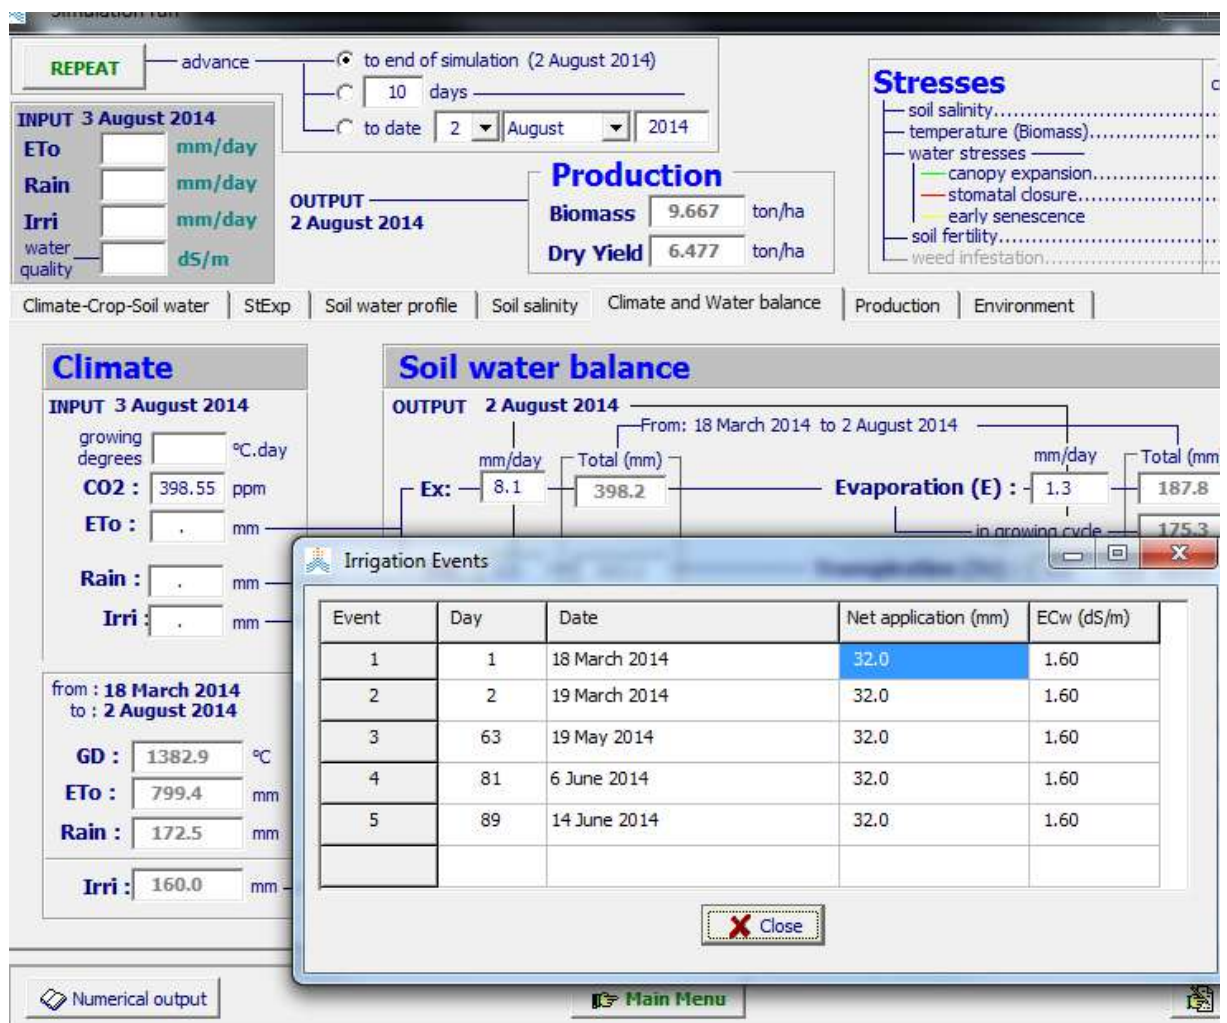 Simulation run
REPEAT
advance
to end of simulation (2 August 2014)
10 days
to date 2 August 2014
INPUT 3 August 2014
ETo mm/day
Rain mm/day
Irri mm/day
water quality dS/m
OUTPUT
2 August 2014
Production
Biomass 9.667 ton/ha
Dry Yield 6.477 ton/ha
Stresses
soil salinity
temperature (Biomass)
water stresses
canopy expansion
stomatal closure
early senescence
soil fertility
weed infestation
Climate-Crop-Soil water StExp Soil water profile Soil salinity Climate and Water balance Production Environment
Climate
INPUT 3 August 2014
growing
degrees °C.day
CO2 : 398.55 ppm
ETo : . mm
Rain : . mm
Irri : . mm
from : 18 March 2014
to : 2 August 2014
GD : 1382.9 °C
ETo : 799.4 mm
Rain : 172.5 mm
Irri : 160.0 mm
Soil water balance
OUTPUT 2 August 2014
From: 18 March 2014 to 2 August 2014
mm/day Total (mm) mm/day Total (mm
Ex: 8.1 398.2 Evaporation (E) : 1.3 187.8
in growing cycle 175.3
Irrigation Events
Event Day Date Net application (mm) ECw (dS/m)
1 1 18 March 2014 32.0 1.60
2 2 19 March 2014 32.0 1.60
3 63 19 May 2014 32.0 1.60
4 81 6 June 2014 32.0 1.60
5 89 14 June 2014 32.0 1.60
Close
Numerical output
Main Menu